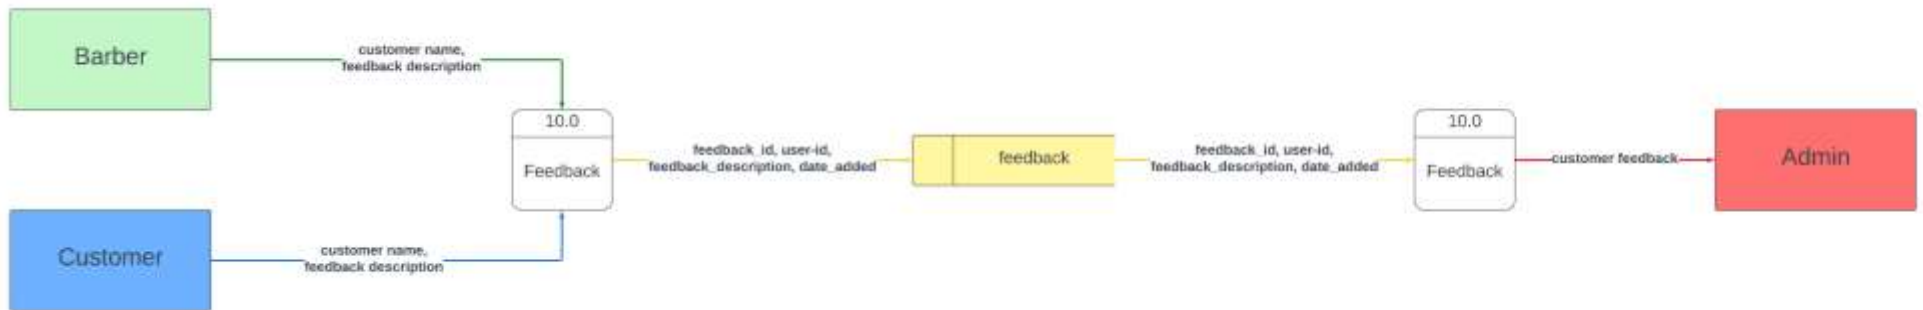 Barber
customer name,
feedback description
10.0
Feedback
feedback_id, user-id,
feedback_description, date_added
feedback
feedback_id, user-id,
feedback_description, date_added
10.0
Feedback
customer feedback
Admin
Customer
customer name,
feedback description